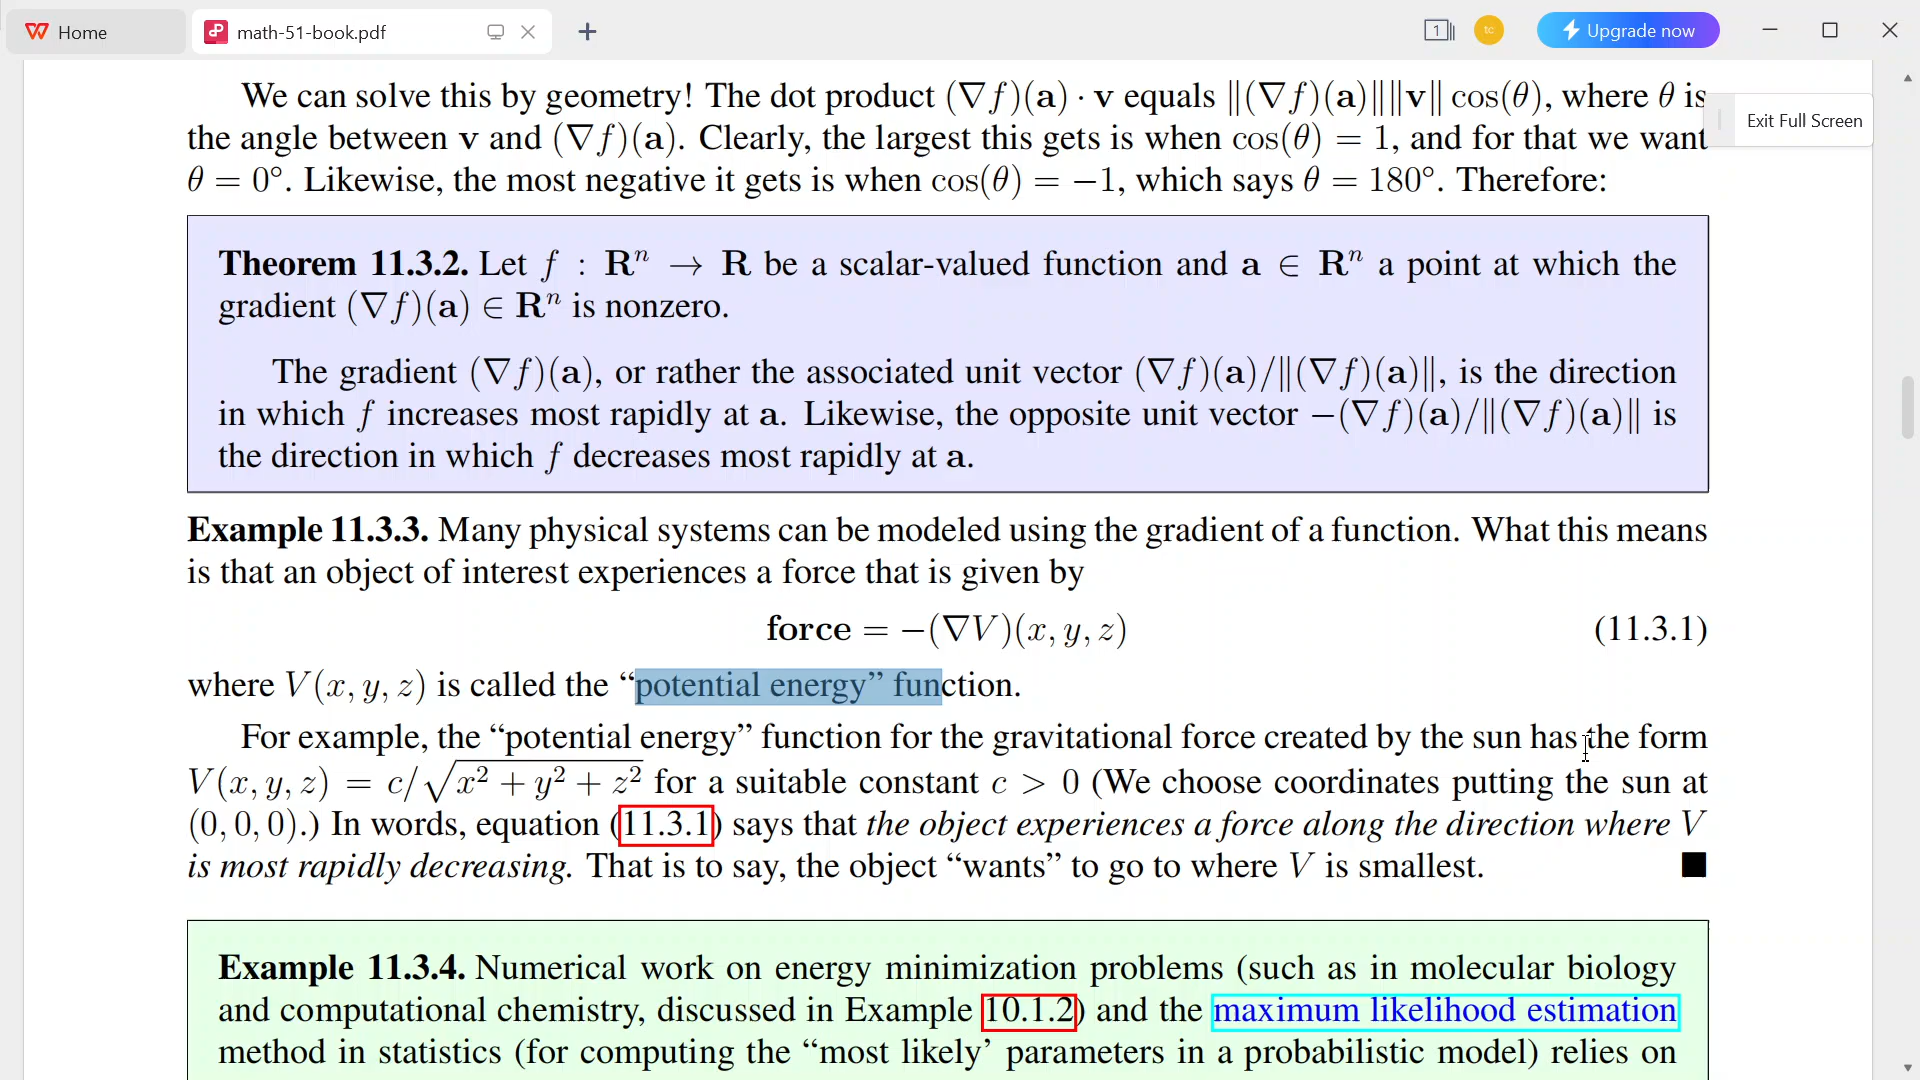 Home
math-51-book.pdf
1
tc
Upgrade now
Exit Full Screen
We can solve this by geometry! The dot product (∇f)(a) · v equals ‖(∇f)(a)‖‖v‖ cos(θ), where θ is
the angle between v and (∇f)(a). Clearly, the largest this gets is when cos(θ) = 1, and for that we want
θ = 0°. Likewise, the most negative it gets is when cos(θ) = −1, which says θ = 180°. Therefore:
Theorem 11.3.2. Let f : Rⁿ → R be a scalar-valued function and a ∈ Rⁿ a point at which the
gradient (∇f)(a) ∈ Rⁿ is nonzero.
The gradient (∇f)(a), or rather the associated unit vector (∇f)(a)/‖(∇f)(a)‖, is the direction
in which f increases most rapidly at a. Likewise, the opposite unit vector −(∇f)(a)/‖(∇f)(a)‖ is
the direction in which f decreases most rapidly at a.
Example 11.3.3. Many physical systems can be modeled using the gradient of a function. What this means
is that an object of interest experiences a force that is given by
force = −(∇V)(x, y, z) (11.3.1)
where V(x, y, z) is called the “potential energy” function.
For example, the “potential energy” function for the gravitational force created by the sun has the form
V(x, y, z) = c/√(x² + y² + z²) for a suitable constant c > 0 (We choose coordinates putting the sun at
(0, 0, 0).) In words, equation (11.3.1) says that the object experiences a force along the direction where V
is most rapidly decreasing. That is to say, the object “wants” to go to where V is smallest. ■
Example 11.3.4. Numerical work on energy minimization problems (such as in molecular biology
and computational chemistry, discussed in Example 10.1.2) and the maximum likelihood estimation
method in statistics (for computing the “most likely’ parameters in a probabilistic model) relies on